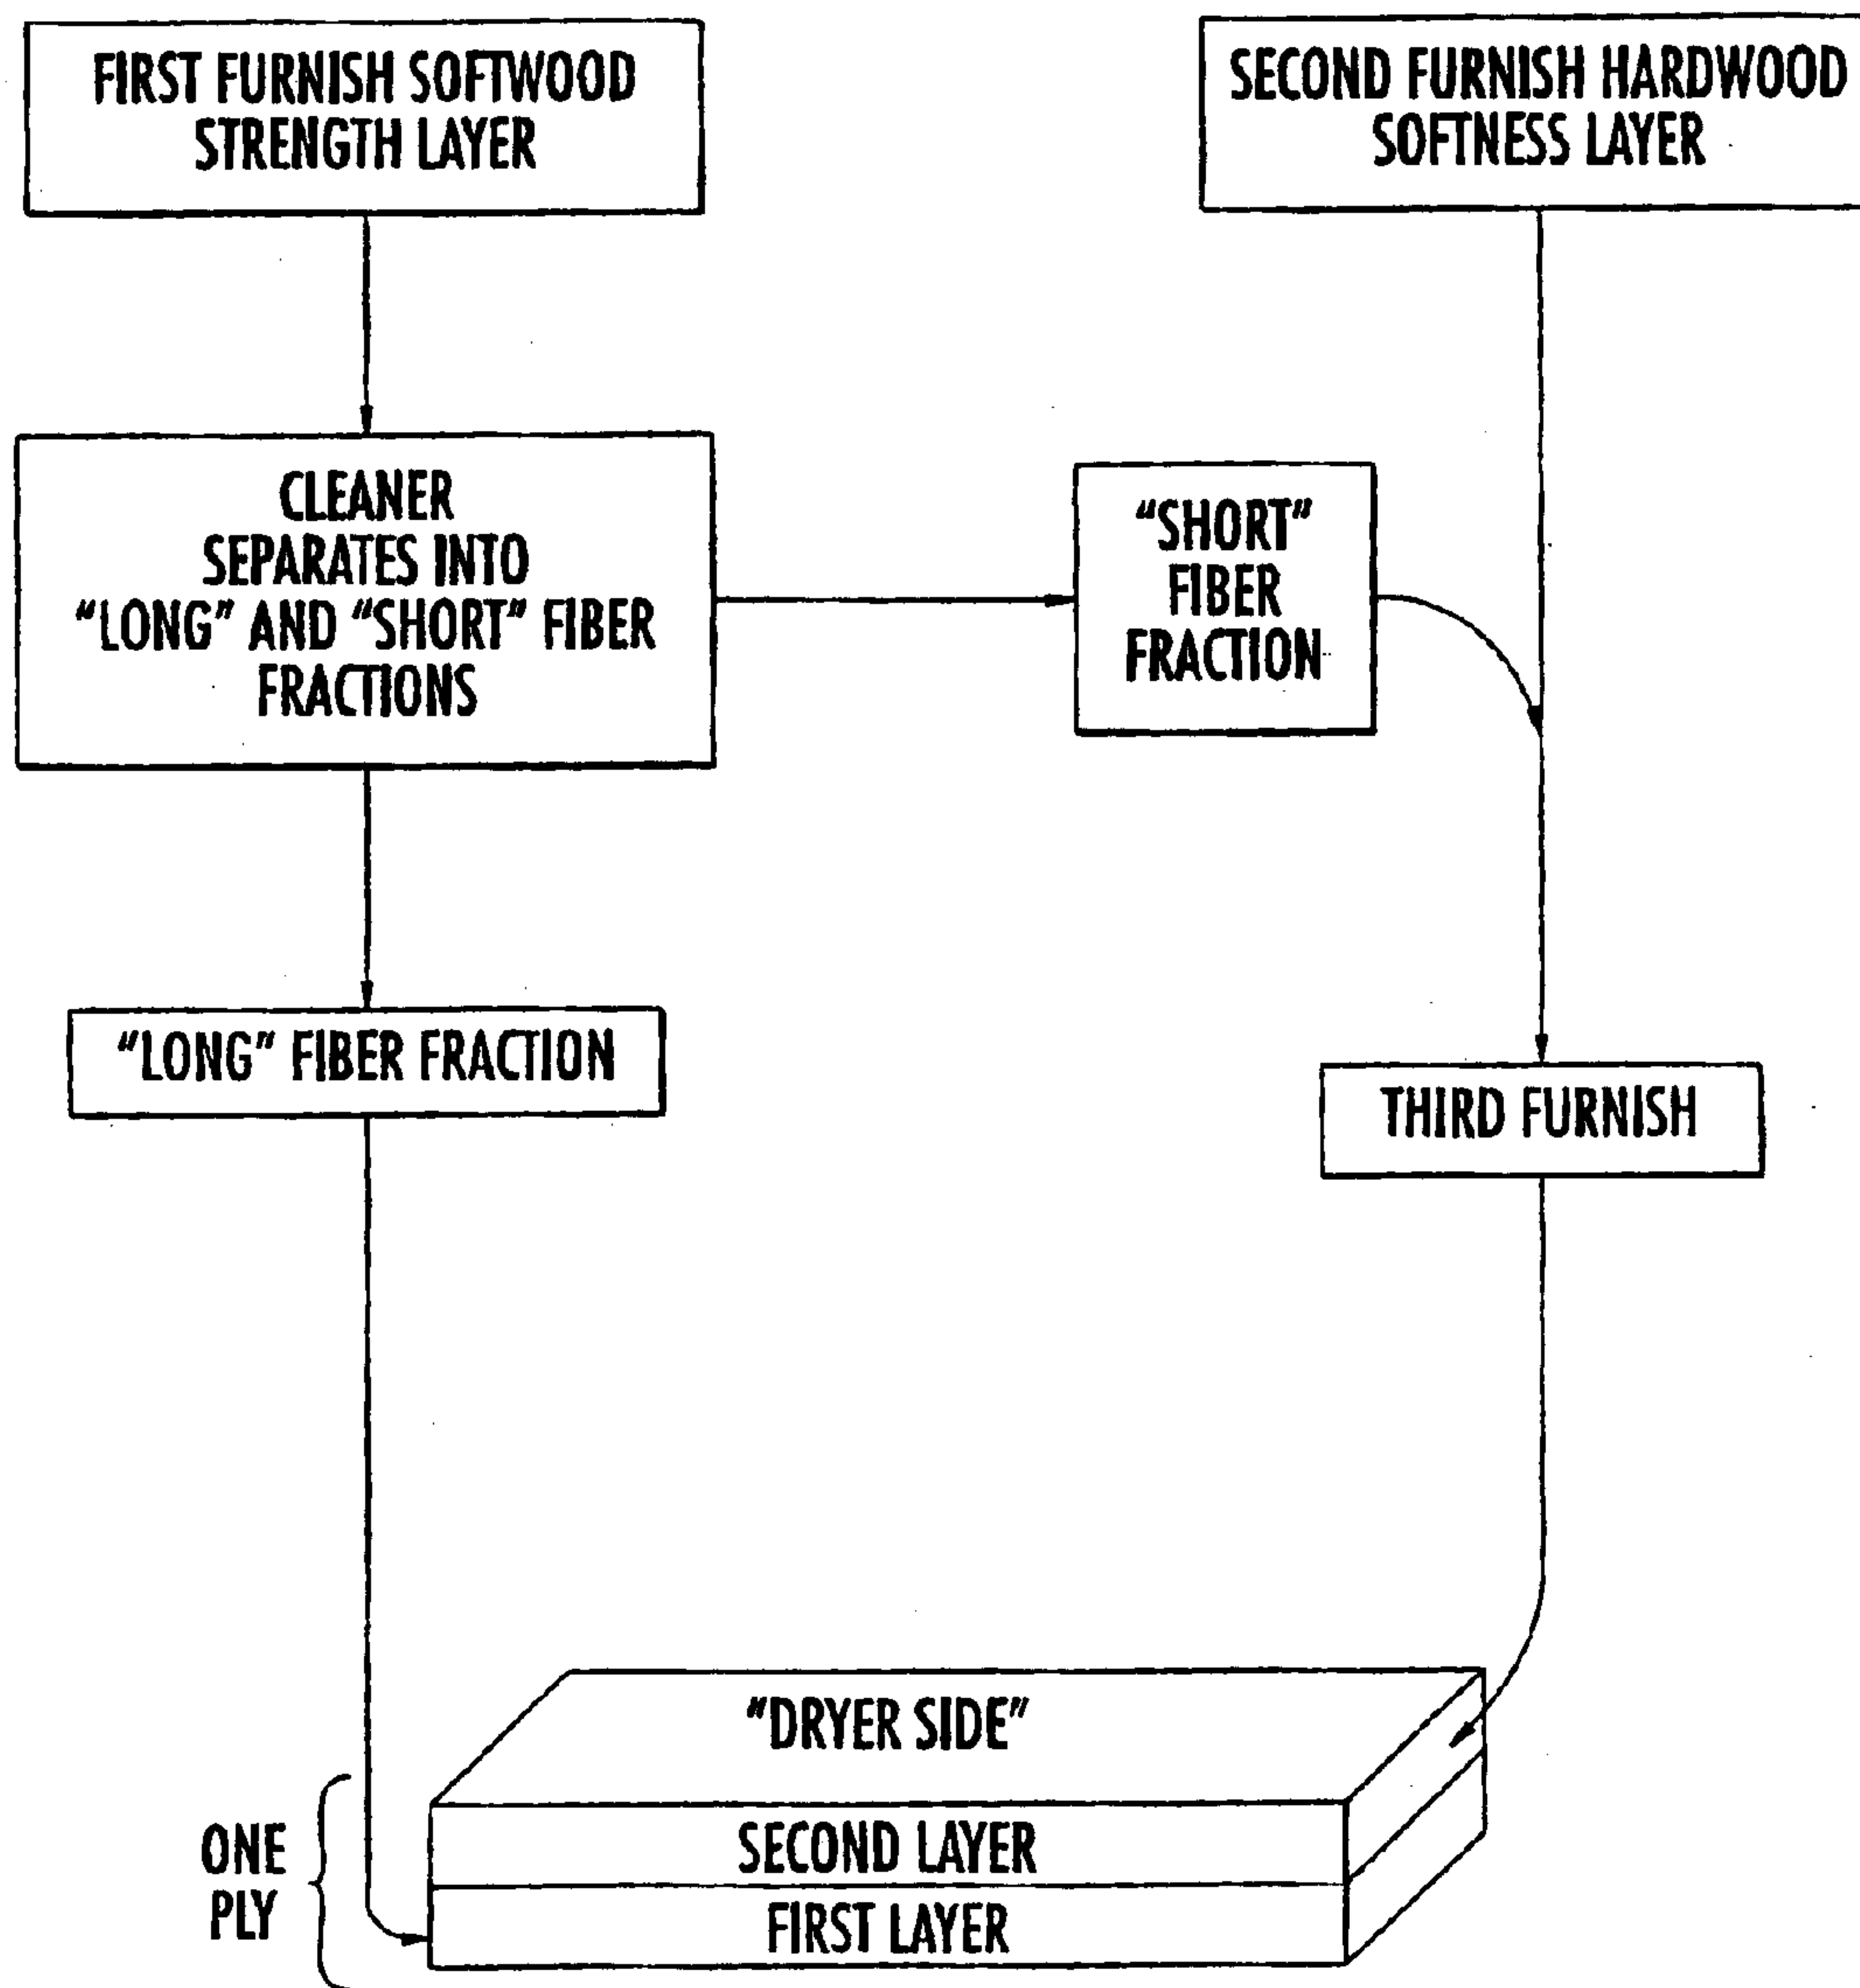 FIRST FURNISH SOFTWOOD
STRENGTH LAYER
SECOND FURNISH HARDWOOD
SOFTNESS LAYER
CLEANER
SEPARATES INTO
“LONG” AND “SHORT” FIBER
FRACTIONS
“SHORT”
FIBER
FRACTION
“LONG” FIBER FRACTION
THIRD FURNISH
“DRYER SIDE”
ONE
PLY
SECOND LAYER
FIRST LAYER